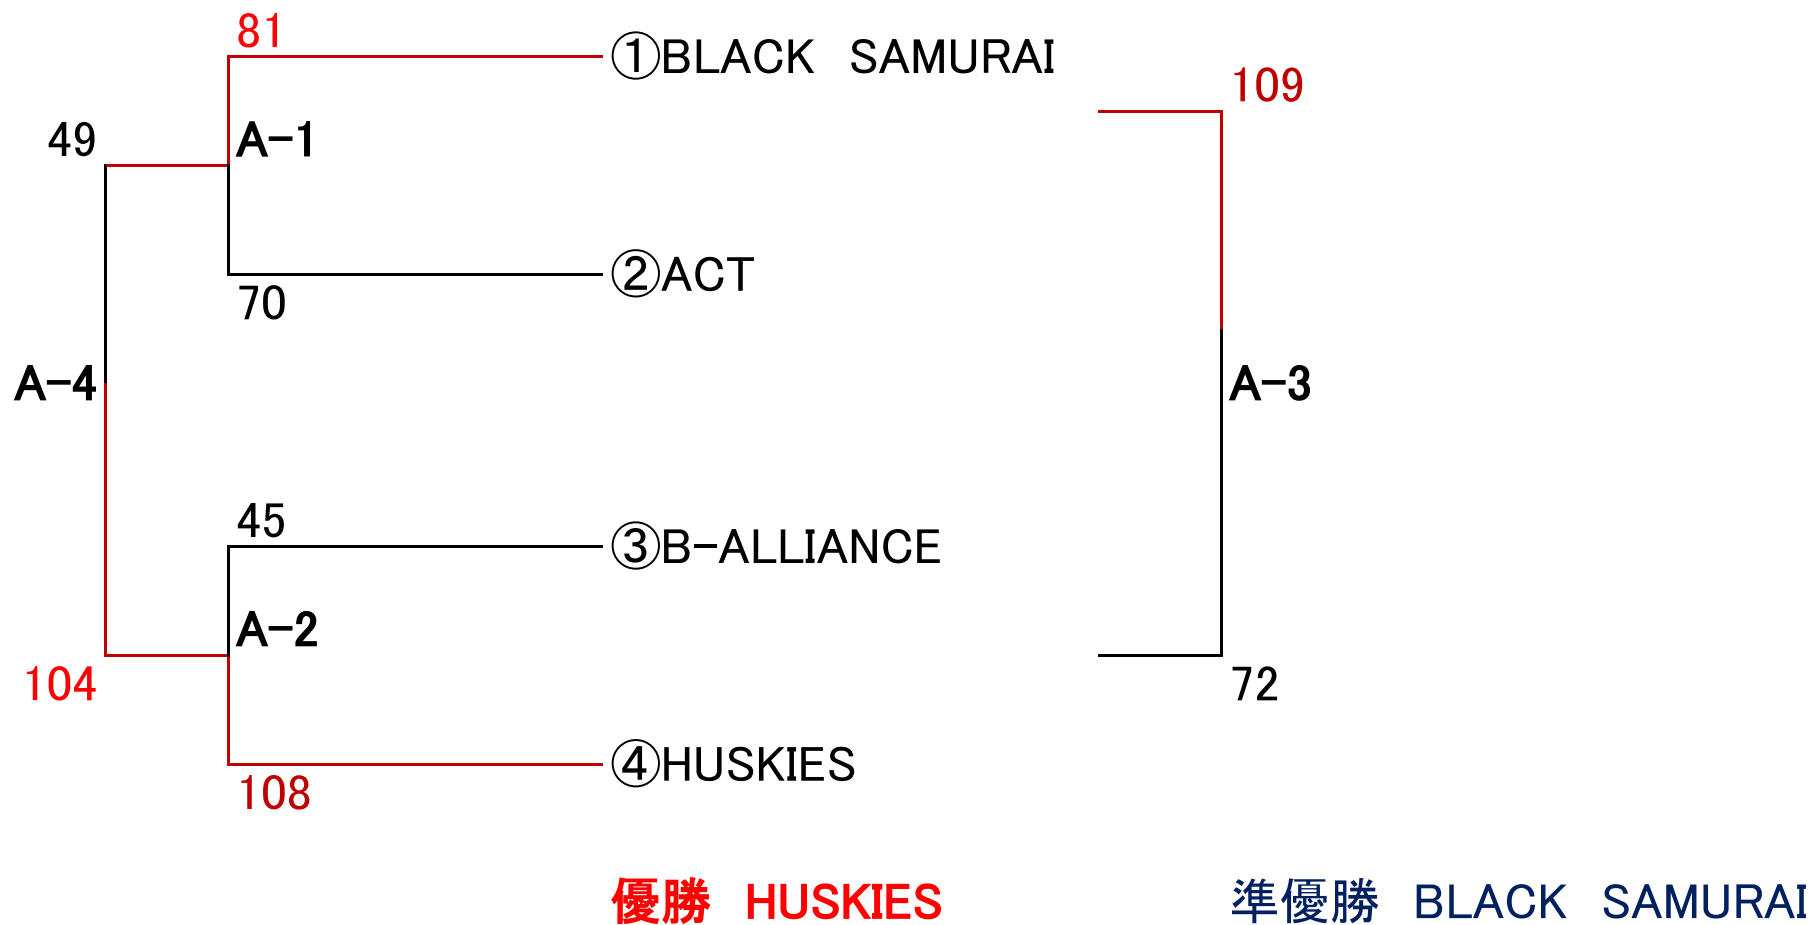 81
①BLACK　SAMURAI
109
49
A-1
②ACT
70
A-4
A-3
45
③B-ALLIANCE
A-2
104
72
④HUSKIES
108
優勝　HUSKIES
準優勝　BLACK　SAMURAI